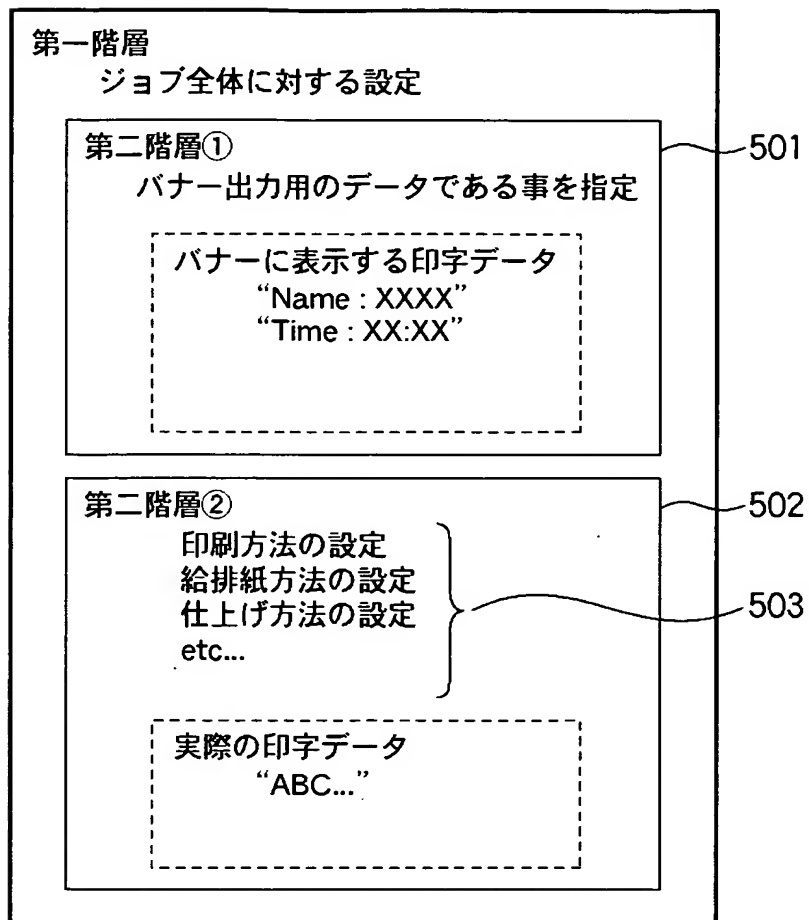 第一階層
ジョブ全体に対する設定
第二階層①
501
バナー出力用のデータである事を指定
バナーに表示する印字データ
“Name : XXXX”
“Time : XX:XX”
第二階層②
502
印刷方法の設定
給排紙方法の設定
仕上げ方法の設定
503
etc...
実際の印字データ
“ABC...”